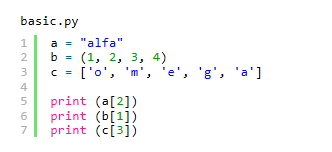 basic.py
1 a = "alfa"
2 b = (1, 2, 3, 4)
3 c = ['o', 'm', 'e', 'g', 'a']
4
5 print (a[2])
6 print (b[1])
7 print (c[3])